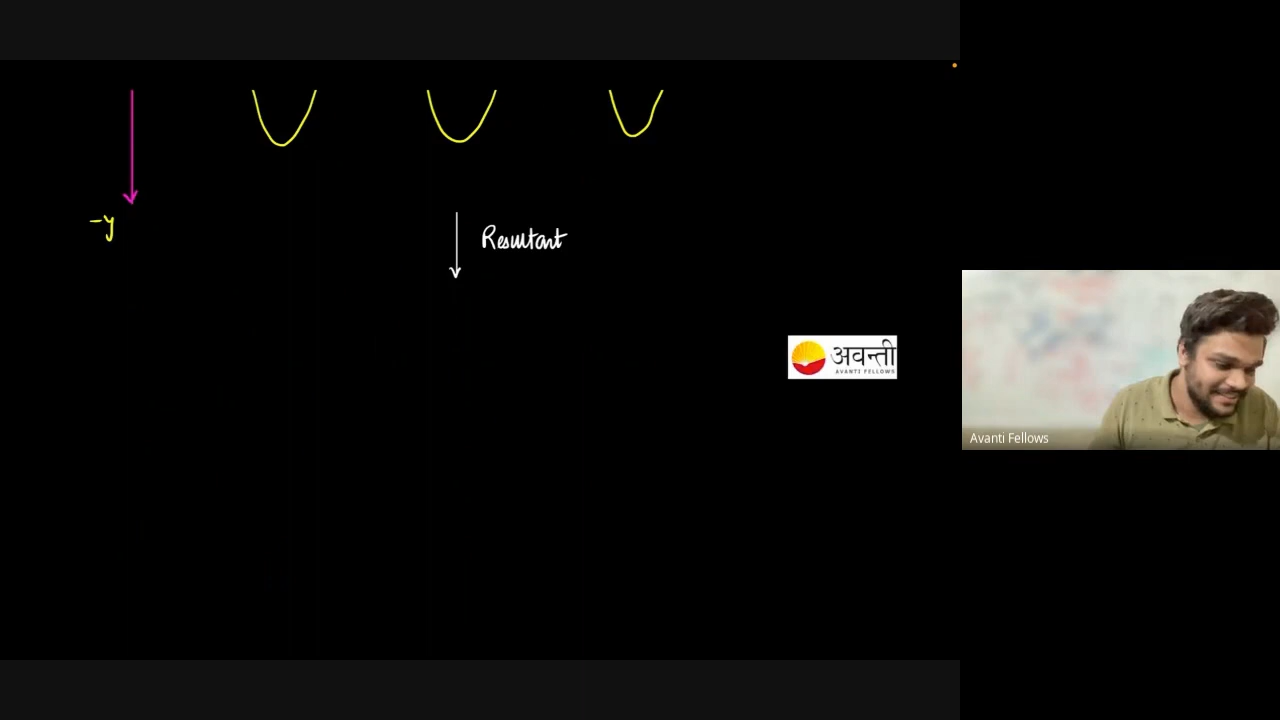 -y
Resultant
अवन्ती
AVANTI FELLOWS
Avanti Fellows